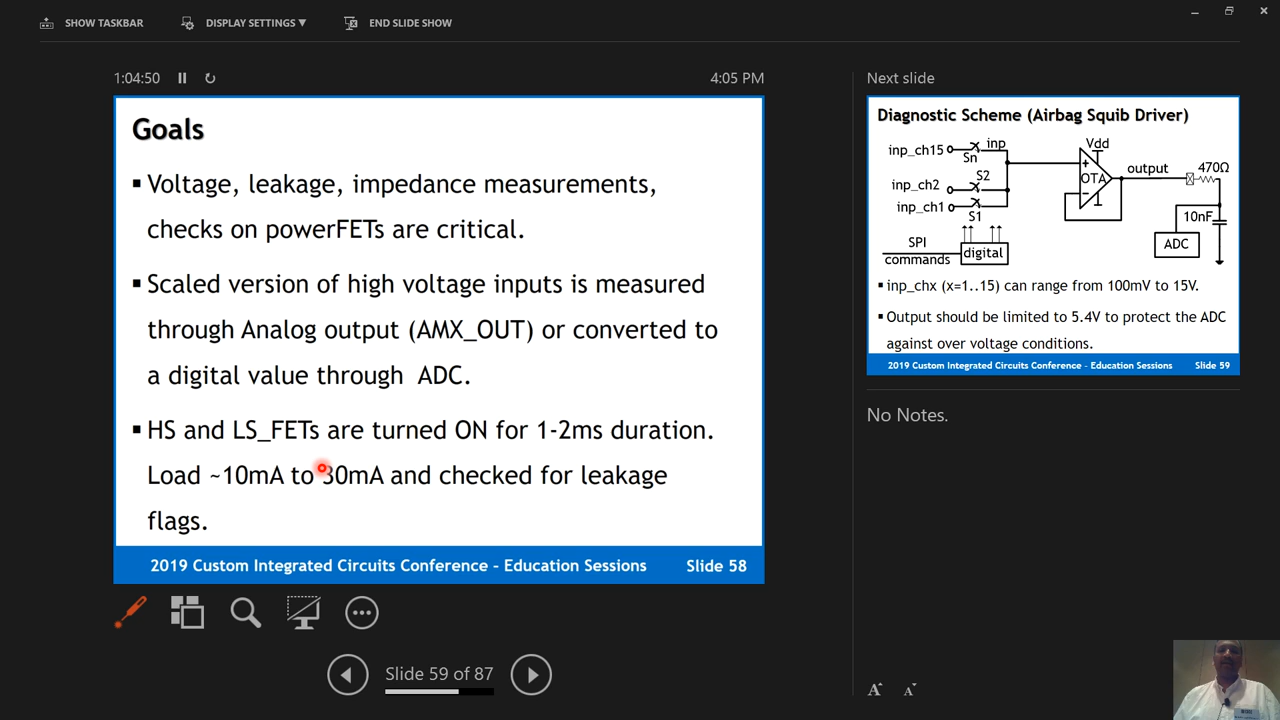 SHOW TASKBAR
DISPLAY SETTINGS ▼
END SLIDE SHOW
1:04:50
4:05 PM
Goals
▪ Voltage, leakage, impedance measurements,
checks on powerFETs are critical.
▪ Scaled version of high voltage inputs is measured
through Analog output (AMX_OUT) or converted to
a digital value through ADC.
▪ HS and LS_FETs are turned ON for 1-2ms duration.
Load ~10mA to 30mA and checked for leakage
flags.
2019 Custom Integrated Circuits Conference - Education Sessions Slide 58
Slide 59 of 87
Next slide
Diagnostic Scheme (Airbag Squib Driver)
inp_ch15
Sn
inp
Vdd
inp_ch2
S2
OTA
output
470Ω
inp_ch1
S1
10nF
SPI
commands
digital
ADC
▪ inp_chx (x=1..15) can range from 100mV to 15V.
▪ Output should be limited to 5.4V to protect the ADC
against over voltage conditions.
2019 Custom Integrated Circuits Conference - Education Sessions Slide 59
No Notes.
A A